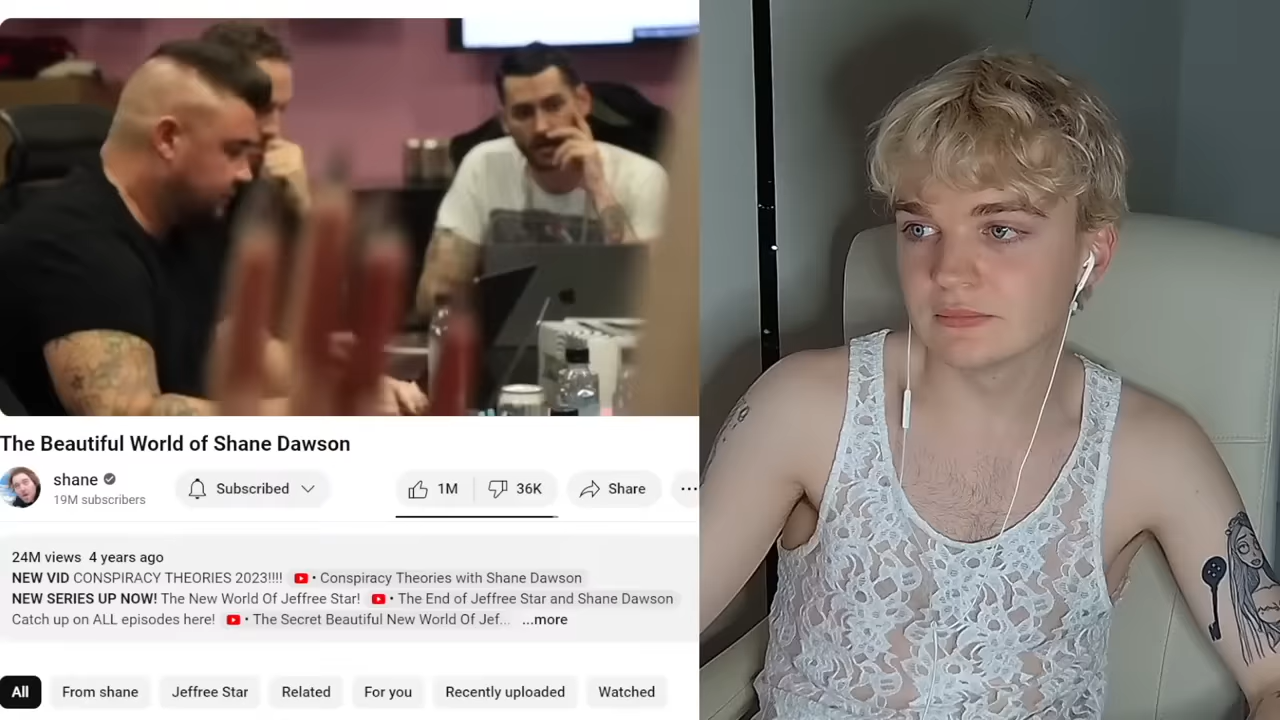 The Beautiful World of Shane Dawson
shane
19M subscribers
Subscribed
1M
36K
Share
...
24M views 4 years ago
NEW VID CONSPIRACY THEORIES 2023!!!! • Conspiracy Theories with Shane Dawson
NEW SERIES UP NOW! The New World Of Jeffree Star! • The End of Jeffree Star and Shane Dawson
Catch up on ALL episodes here! • The Secret Beautiful New World Of Jef... ...more
All
From shane
Jeffree Star
Related
For you
Recently uploaded
Watched